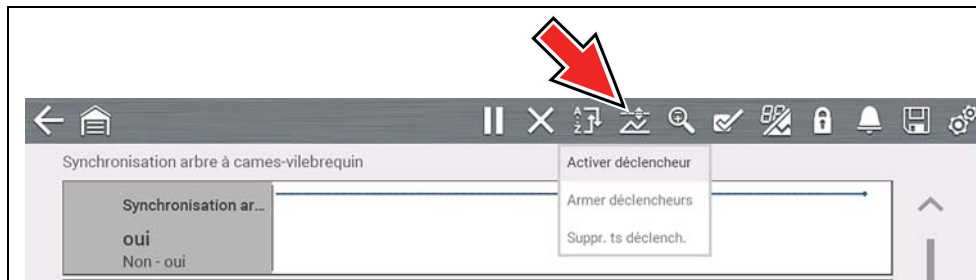 Synchronisation arbre à cames-vilebrequin
Activer déclencheur
Synchronisation ar...
Armer déclencheurs
oui
Suppr. ts déclench.
Non - oui